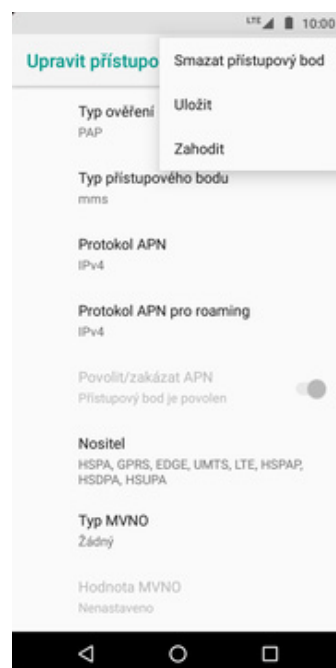 LTE 10:00
Upravit přístupo
Smazat přístupový bod
Uložit
Zahodit
Typ ověření
PAP
Typ přístupového bodu
mms
Protokol APN
IPv4
Protokol APN pro roaming
IPv4
Povolit/zakázat APN
Přístupový bod je povolen
Nositel
HSPA, GPRS, EDGE, UMTS, LTE, HSPAP,
HSDPA, HSUPA
Typ MVNO
Žádný
Hodnota MVNO
Nenastaveno